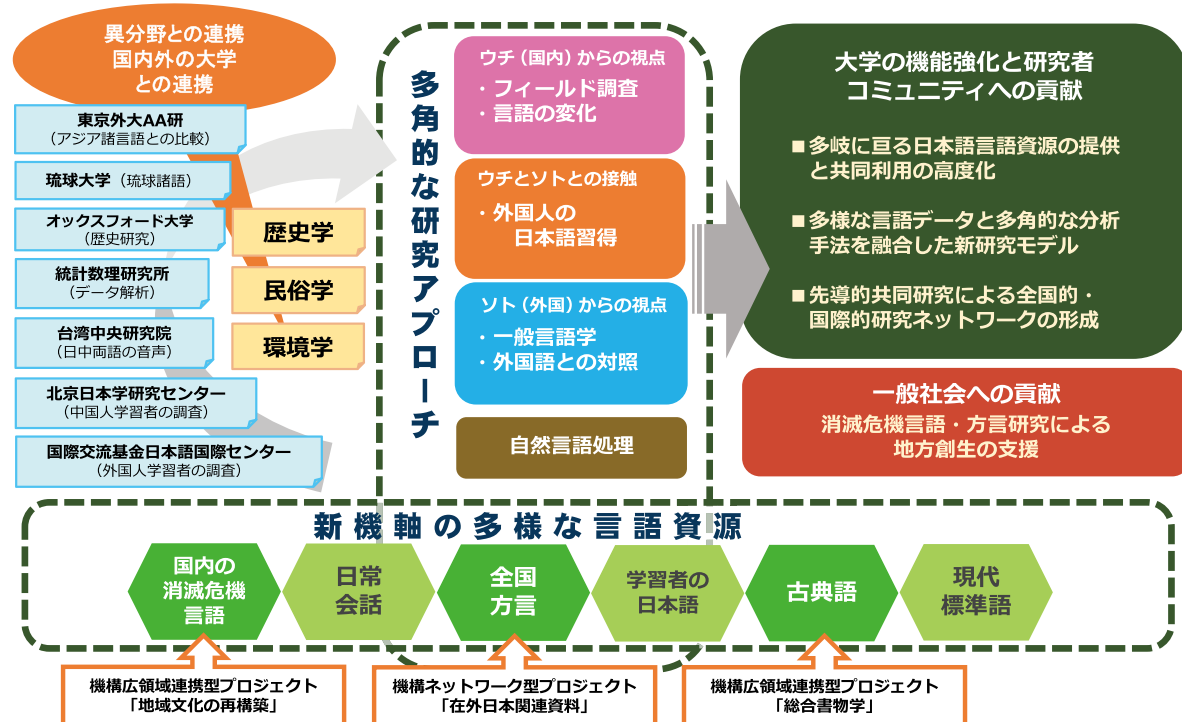 異分野との連携
国内外の大学
との連携
東京外大AA研
（アジア諸言語との比較）
琉球大学（琉球諸語）
オックスフォード大学
（歴史研究）
統計数理研究所
（データ解析）
台湾中央研究院
（日中両語の音声）
北京日本学研究センター
（中国人学習者の調査）
国際交流基金日本語国際センター
（外国人学習者の調査）
歴史学
民俗学
環境学
多角的な研究アプローチ
ウチ（国内）からの視点
・フィールド調査
・言語の変化
ウチとソトとの接触
・外国人の
日本語習得
ソト（外国）からの視点
・一般言語学
・外国語との対照
自然言語処理
大学の機能強化と研究者
コミュニティへの貢献
■多岐に亘る日本語言語資源の提供
と共同利用の高度化
■多様な言語データと多角的な分析
手法を融合した新研究モデル
■先導的共同研究による全国的・
国際的研究ネットワークの形成
一般社会への貢献
消滅危機言語・方言研究による
地方創生の支援
新機軸の多様な言語資源
国内の
消滅危機
言語
日常
会話
全国
方言
学習者の
日本語
古典語
現代
標準語
機構広領域連携型プロジェクト
「地域文化の再構築」
機構ネットワーク型プロジェクト
「在外日本関連資料」
機構広領域連携型プロジェクト
「総合書物学」